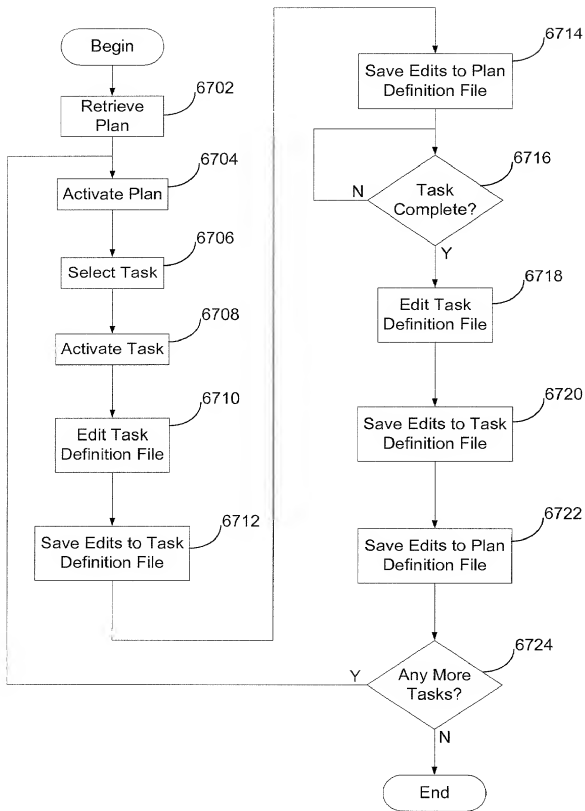 Begin
6702
Retrieve
Plan
6704
Activate Plan
6706
Select Task
6708
Activate Task
6710
Edit Task
Definition File
6712
Save Edits to Task
Definition File
6714
Save Edits to Plan
Definition File
6716
Task
Complete?
N
Y
6718
Edit Task
Definition File
6720
Save Edits to Task
Definition File
6722
Save Edits to Plan
Definition File
6724
Any More
Tasks?
Y
N
End